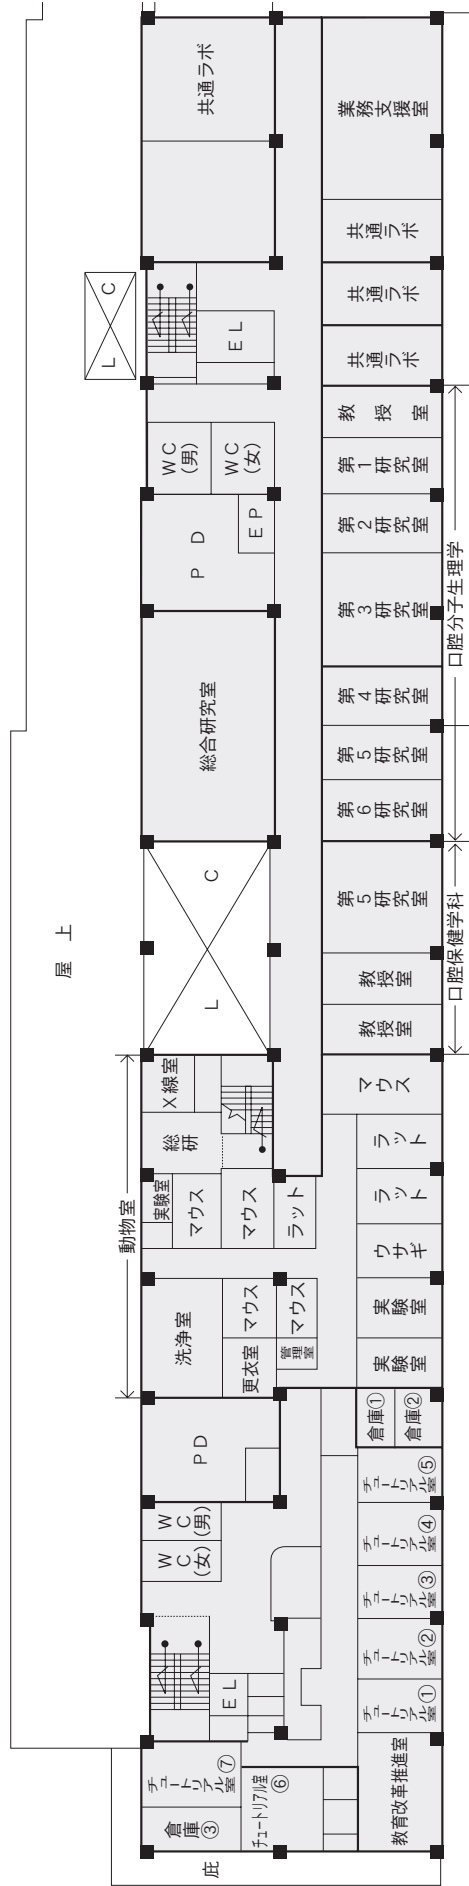 共通ラボ
業務支援室
共通ラボ
共通ラボ
共通ラボ
L C
EL
教授室
WC
(男)
WC
(女)
第1研究室
第2研究室
PD
EP
第3研究室
口腔分子生理学
第4研究室
総合研究室
第5研究室
第6研究室
L C
第5研究室
口腔保健学科
教授室
教授室
屋上
動物室
X線室
総研
実験室
マウス
マウス
ラット
マウス
ラット
ラット
ウサギ
洗浄室
マウス
更衣室
マウス
管理室
実験室
実験室
PD
倉庫①
倉庫②
WC
(男)
WC
(女)
チュートリアル
室⑤
チュートリアル
室④
チュートリアル
室③
チュートリアル
室②
チュートリアル
室①
EL
チュートリアル
室⑦
チュートリアル室
⑥
倉庫
③
教育改革推進室
庇